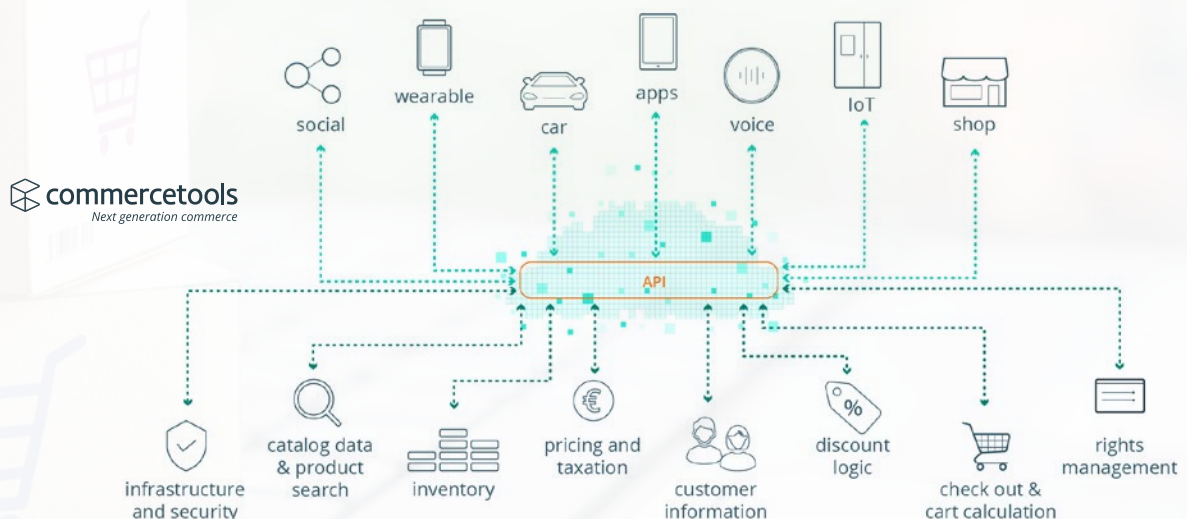 social
wearable
car
apps
voice
IoT
shop
commercetools
Next generation commerce
API
infrastructure
and security
catalog data
& product
search
inventory
€
pricing and
taxation
customer
information
%
discount
logic
check out &
cart calculation
rights
management